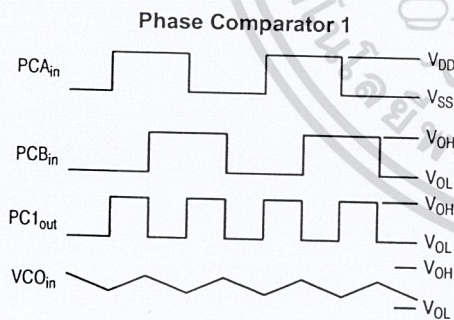 Phase Comparator 1
PCAin
VDD
VSS
PCBin
VOH
VOL
PC1out
VOH
VOL
VCOin
VOH
VOL